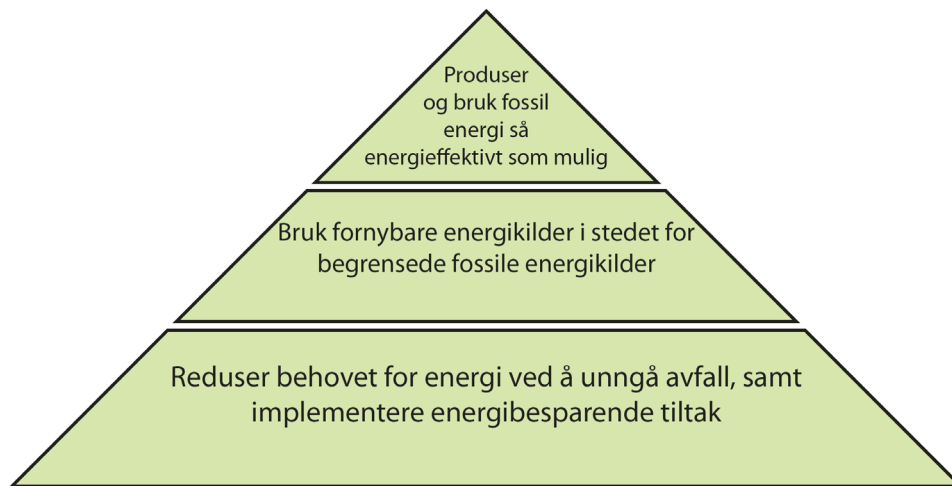 Produser
og bruk fossil
energi så
energieffektivt som mulig
Bruk fornybare energikilder i stedet for
begrensede fossile energikilder
Reduser behovet for energi ved å unngå avfall, samt
implementere energibesparende tiltak